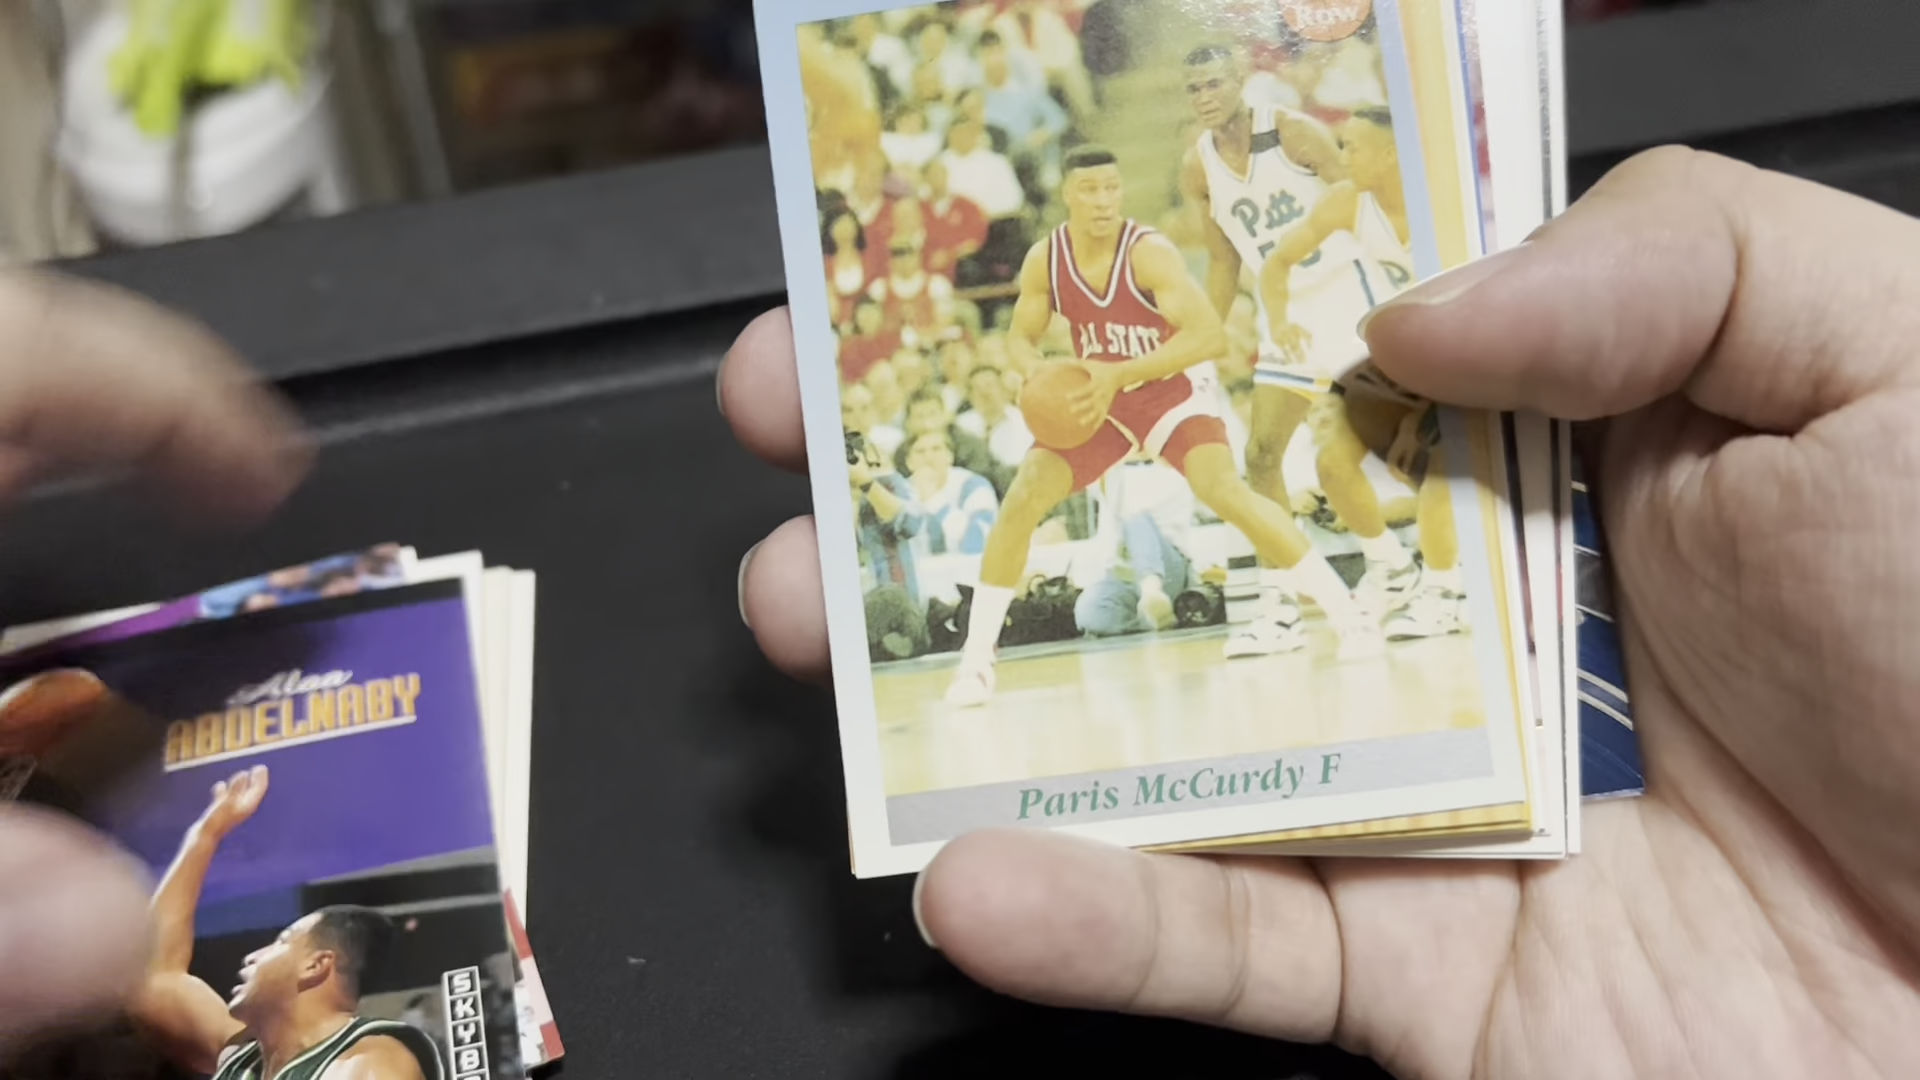 Row
Pitt
ALL STATE
Paris McCurdy F
Alaa
ABDELNABY
SKYB